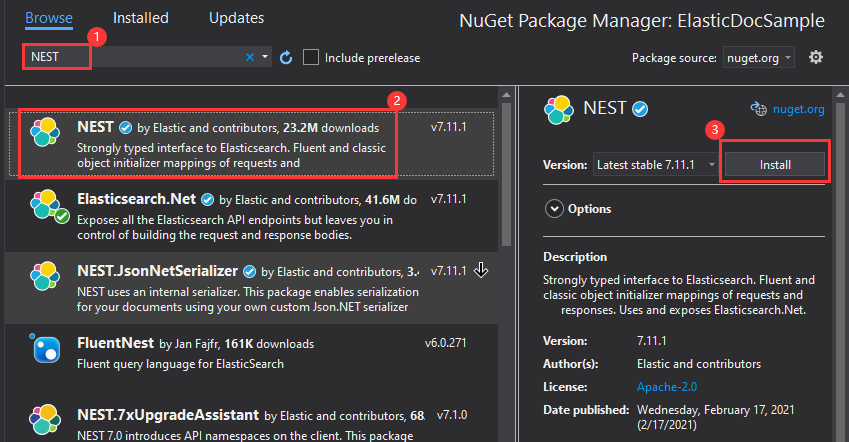 Browse Installed Updates NuGet Package Manager: ElasticDocSample
1
NEST Include prerelease Package source: nuget.org
2
NEST by Elastic and contributors, 23.2M downloads v7.11.1
Strongly typed interface to Elasticsearch. Fluent and classic
object initializer mappings of requests and
Elasticsearch.Net by Elastic and contributors, 41.6M do v7.11.1
Exposes all the Elasticsearch API endpoints but leaves you in
control of building the request and response bodies.
NEST.JsonNetSerializer by Elastic and contributors, 3.4 v7.11.1
NEST uses an internal serializer. This package enables serialization
for your documents using your own custom Json.NET serializer
FluentNest by Jan Fajfr, 161K downloads v6.0.271
Fluent query language for ElasticSearch
NEST.7xUpgradeAssistant by Elastic and contributors, 68. v7.1.0
NEST 7.0 introduces API namespaces on the client. This package
NEST nuget.org
3
Version: Latest stable 7.11.1 Install
Options
Description
Strongly typed interface to Elasticsearch. Fluent and
classic object initializer mappings of requests and
responses. Uses and exposes Elasticsearch.Net.
Version: 7.11.1
Author(s): Elastic and contributors
License: Apache-2.0
Date published: Wednesday, February 17, 2021
(2/17/2021)